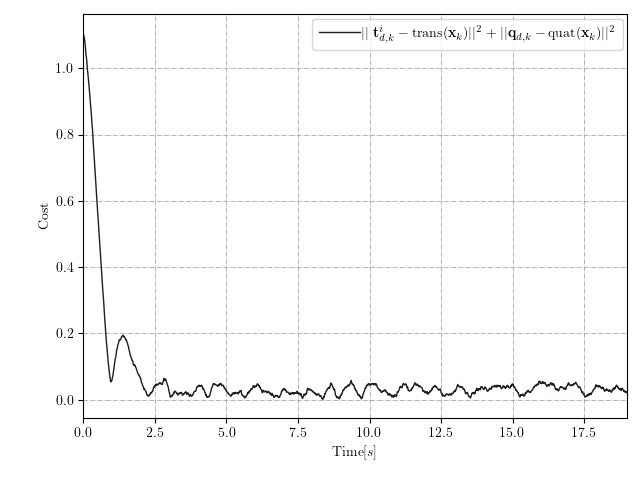 || t^i_{d,k} − trans(x_k)||^2 + ||q_{d,k} − quat(x_k)||^2
1.0
0.8
0.6
0.4
0.2
0.0
Cost
0.0 2.5 5.0 7.5 10.0 12.5 15.0 17.5
Time[s]